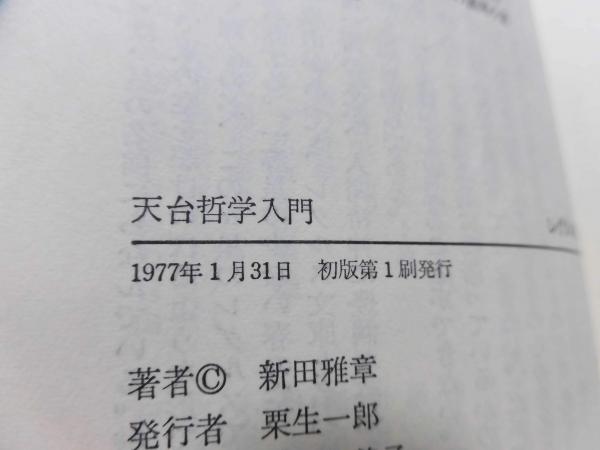 天台哲学入門
1977年1月31日　初版第1刷発行
著者©　新田雅章
発行者　栗生一郎